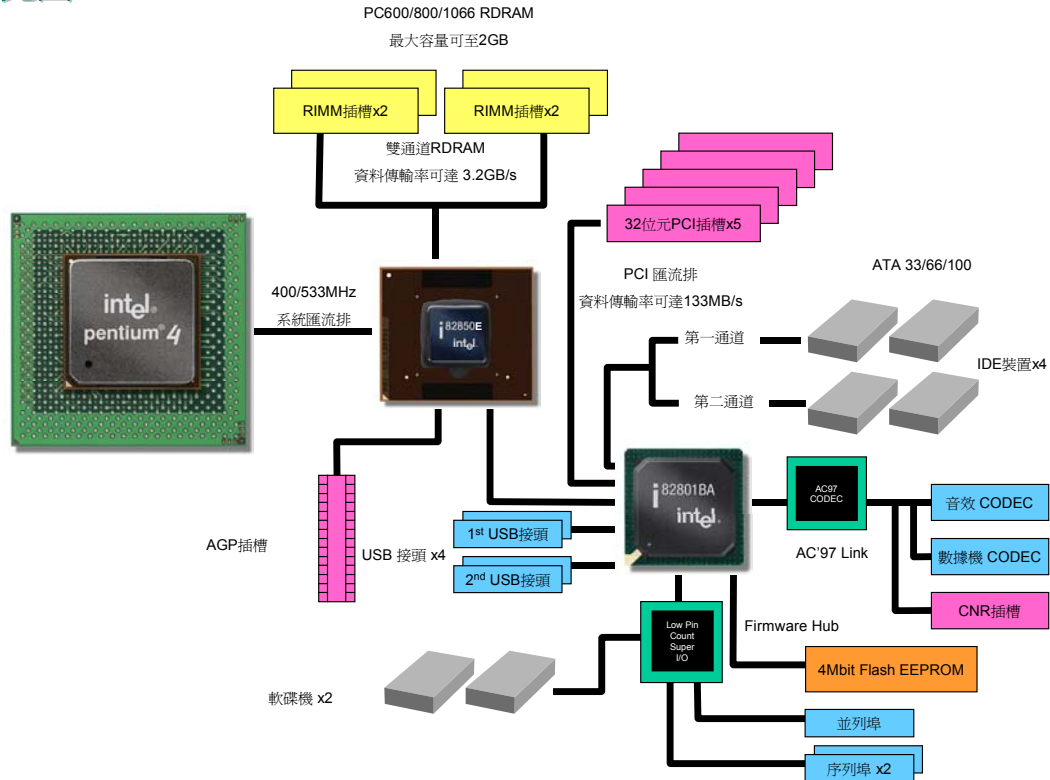 PC600/800/1066 RDRAM
最大容量可至2GB
RIMM插槽x2
RIMM插槽x2
雙通道RDRAM
資料傳輸率可達 3.2GB/s
32位元PCI插槽x5
PCI 匯流排
資料傳輸率可達133MB/s
ATA 33/66/100
intel®
pentium® 4
400/533MHz
系統匯流排
i 82850E
intel
第一通道
第二通道
IDE裝置x4
i 82801BA
intel
AC97
CODEC
AC'97 Link
音效 CODEC
數據機 CODEC
CNR插槽
AGP插槽
USB 接頭 x4
1st USB接頭
2nd USB接頭
Low Pin
Count
Super
I/O
Firmware Hub
4Mbit Flash EEPROM
軟碟機 x2
並列埠
序列埠 x2